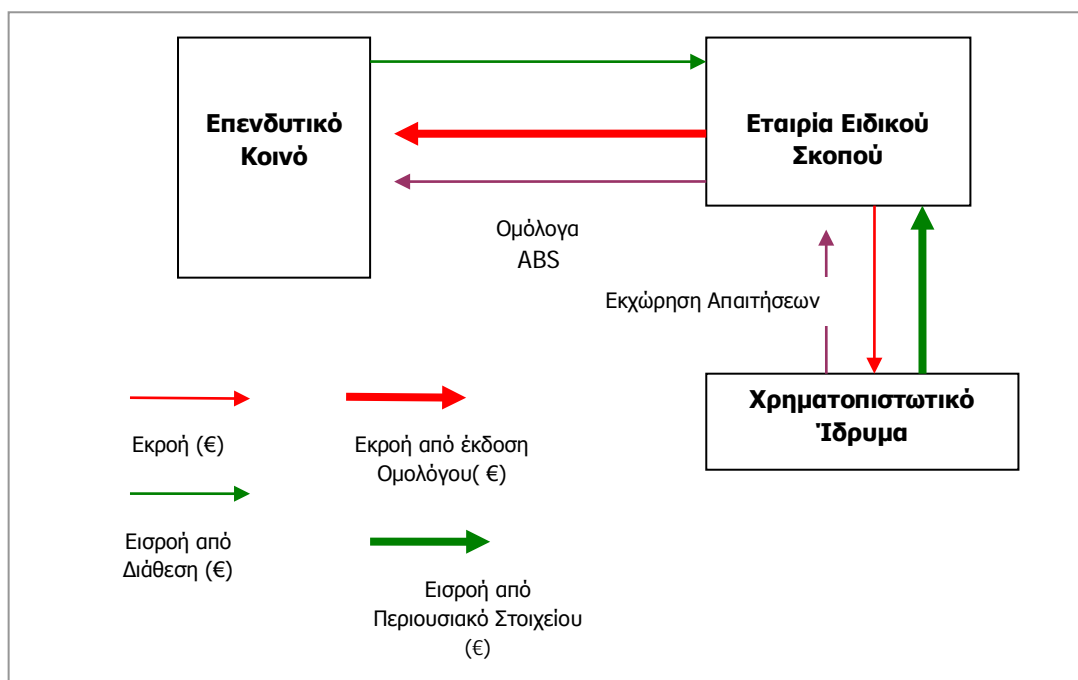 Επενδυτικό
Κοινό
Εταιρία Ειδικού
Σκοπού
Ομόλογα
ABS
Εκχώρηση Απαιτήσεων
Χρηματοπιστωτικό
Ίδρυμα
Εκροή (€)
Εκροή από έκδοση
Ομολόγου( €)
Εισροή από
Διάθεση (€)
Εισροή από
Περιουσιακό Στοιχείου
(€)